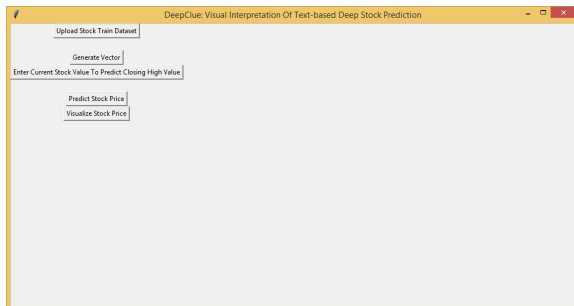 DeepClue: Visual Interpretation Of Text-based Deep Stock Prediction
Upload Stock Train Dataset
Generate Vector
Enter Current Stock Value To Predict Closing High Value
Predict Stock Price
Visualize Stock Price